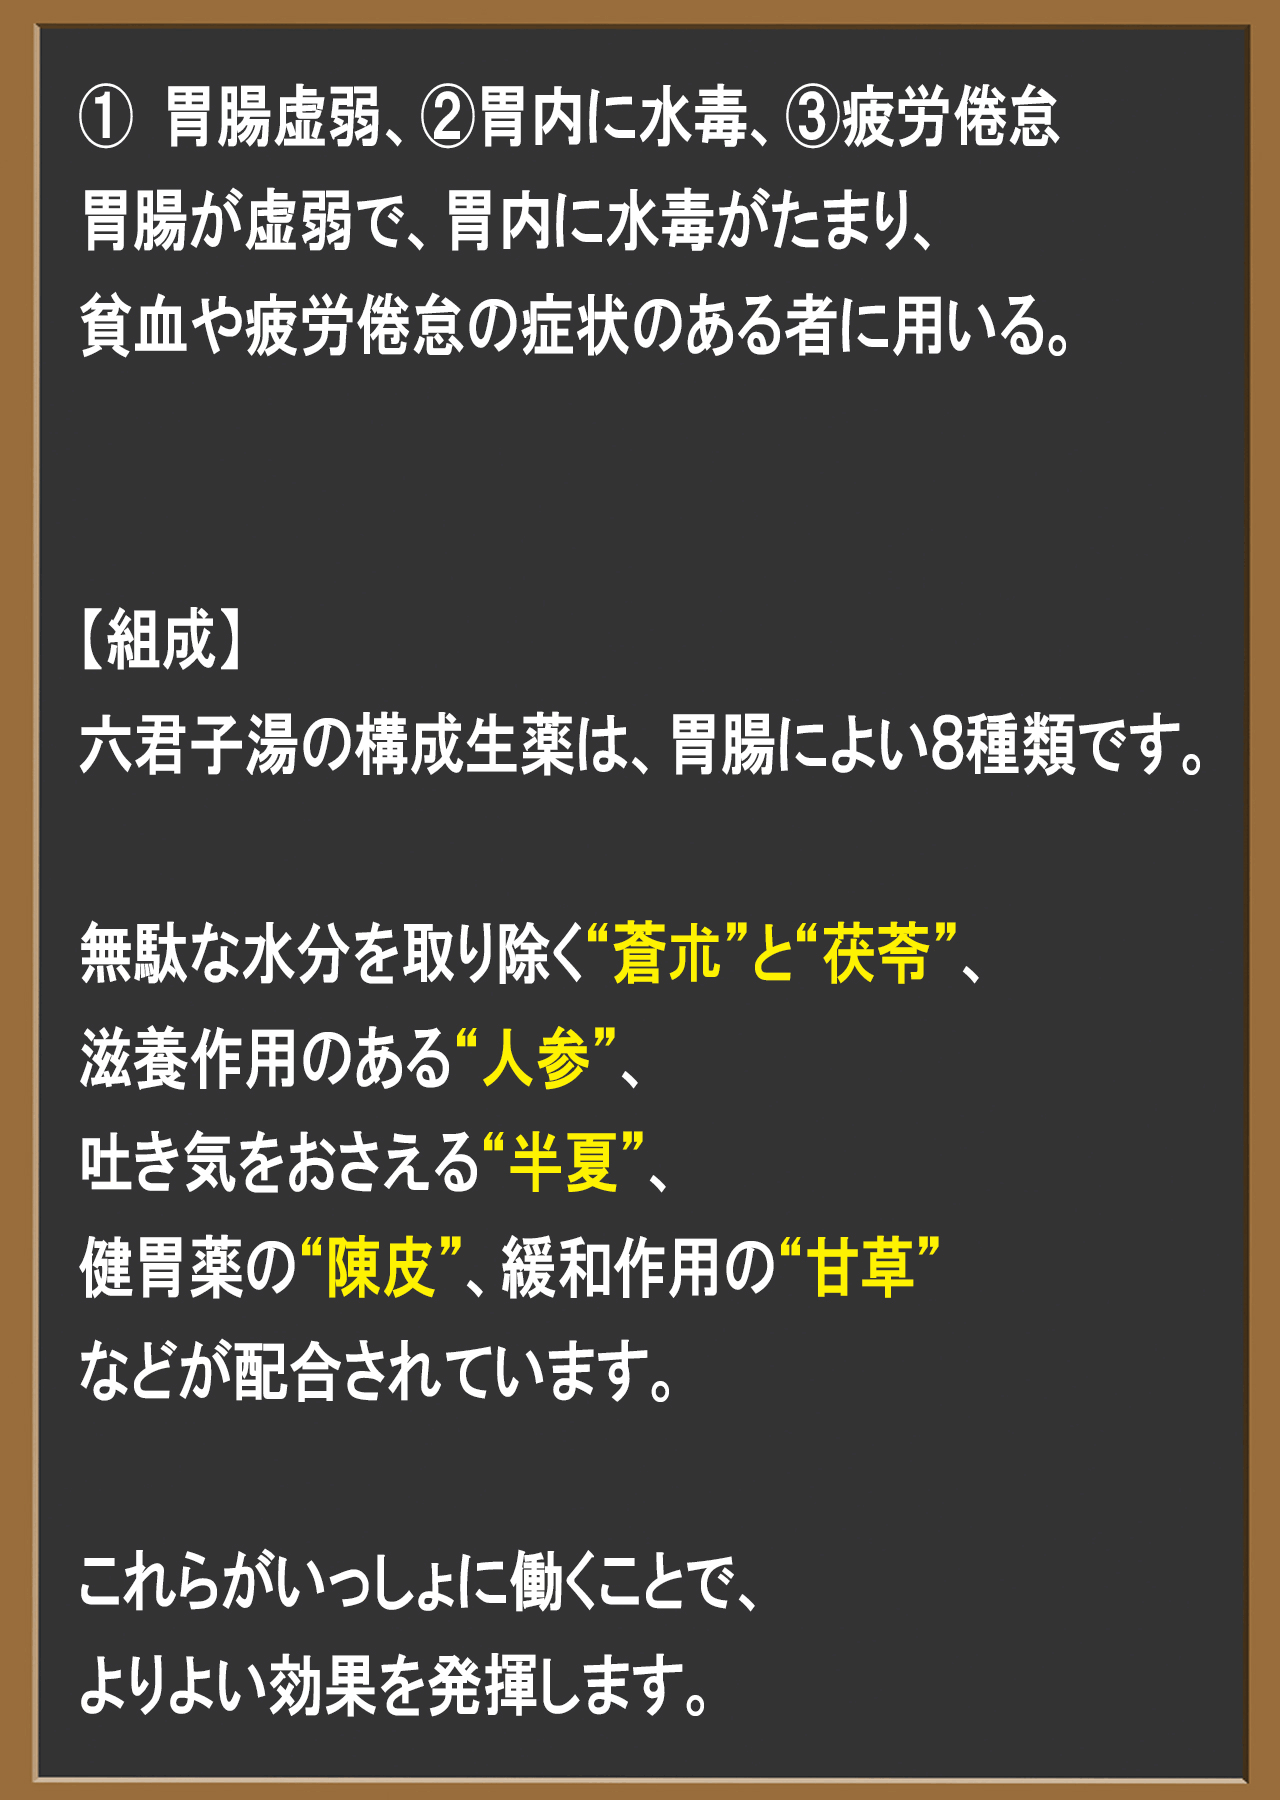 ① 胃腸虚弱、②胃内に水毒、③疲労倦怠
胃腸が虚弱で、胃内に水毒がたまり、
貧血や疲労倦怠の症状のある者に用いる。
【組成】
六君子湯の構成生薬は、胃腸によい8種類です。
無駄な水分を取り除く“蒼朮”と“茯苓”、
滋養作用のある“人参”、
吐き気をおさえる“半夏”、
健胃薬の“陳皮”、緩和作用の“甘草”
などが配合されています。
これらがいっしょに働くことで、
よりよい効果を発揮します。